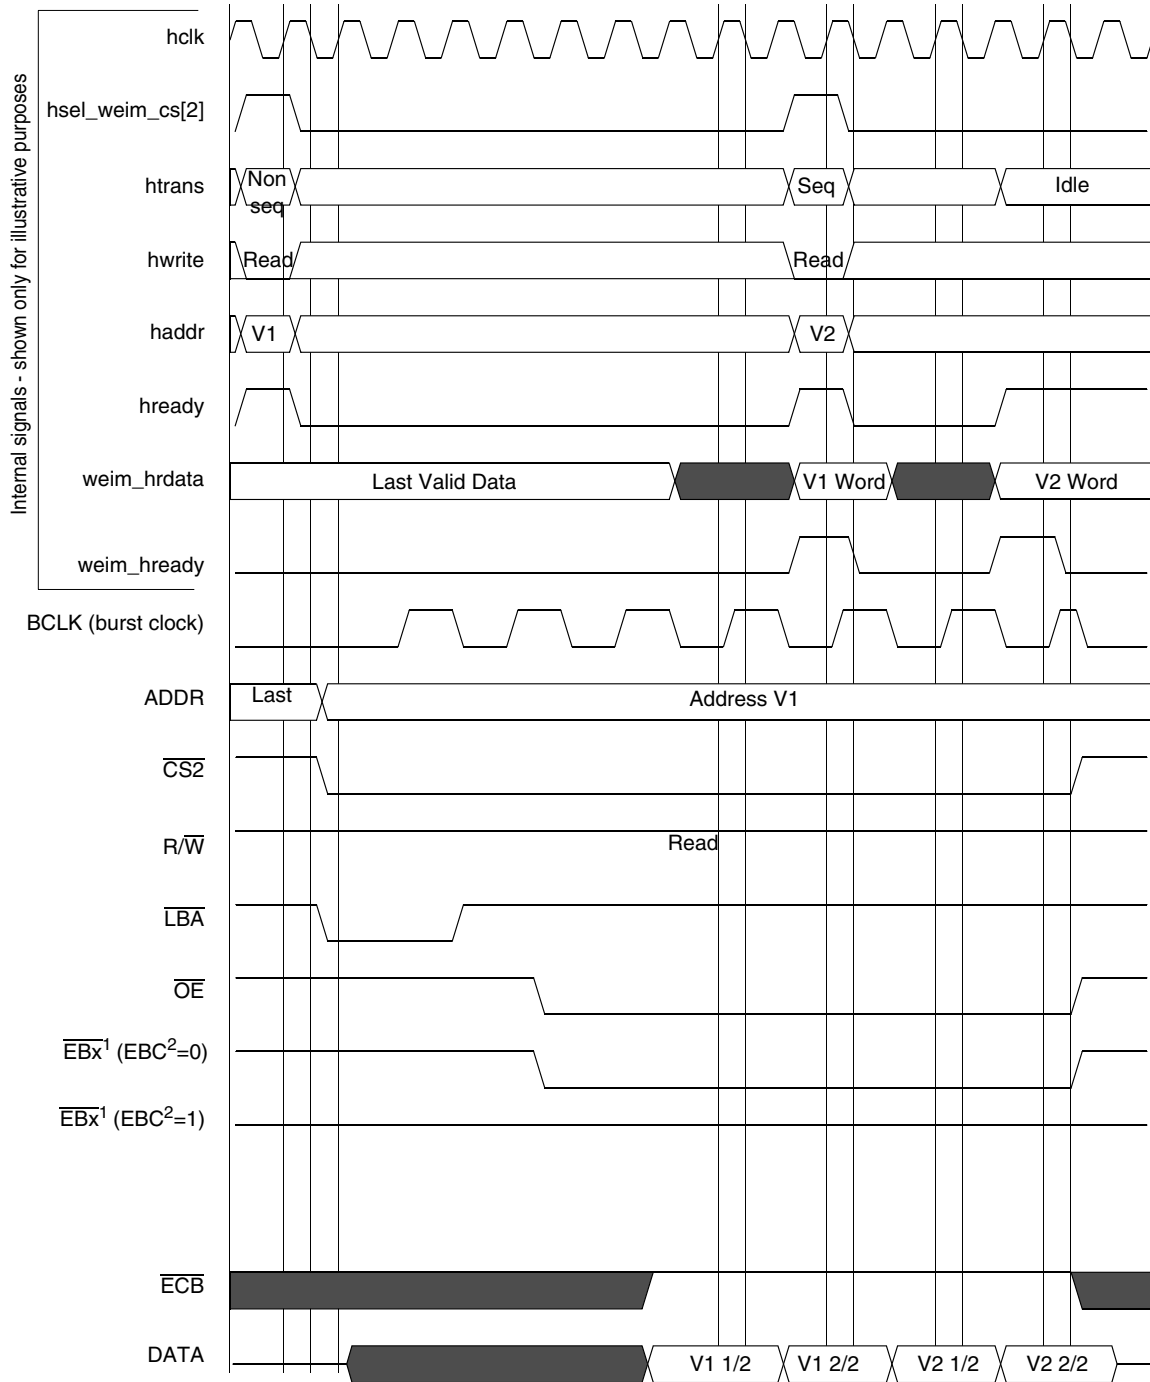 Internal signals - shown only for illustrative purposes
hclk
hsel_weim_cs[2]
htrans
Non
seq
Seq
Idle
hwrite
Read
Read
haddr
V1
V2
hready
weim_hrdata
Last Valid Data
V1 Word
V2 Word
weim_hready
BCLK (burst clock)
ADDR
Last
Address V1
CS2
R/W
Read
LBA
OE
EBx1 (EBC2=0)
EBx1 (EBC2=1)
ECB
DATA
V1 1/2
V1 2/2
V2 1/2
V2 2/2